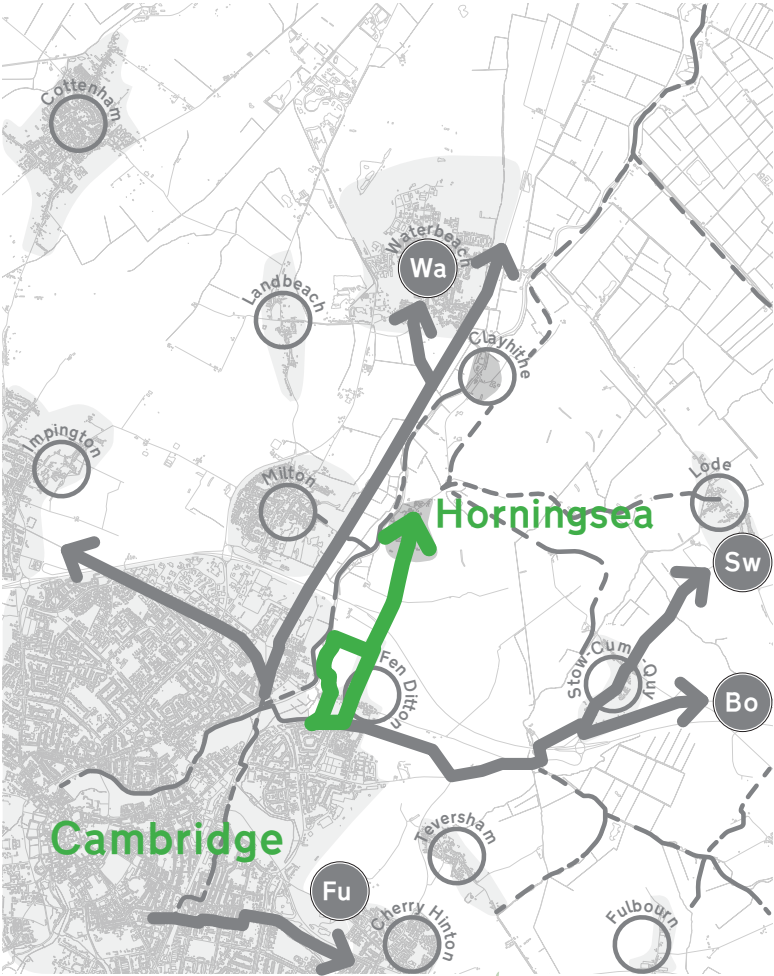 Cottenham
Waterbeach
Wa
Landbeach
Clayhithe
Impington
Milton
Lode
Horningsea
Sw
Fen Ditton
Stow-Cum-Quy
Bo
Cambridge
Teversham
Fu
Cherry Hinton
Fulbourn